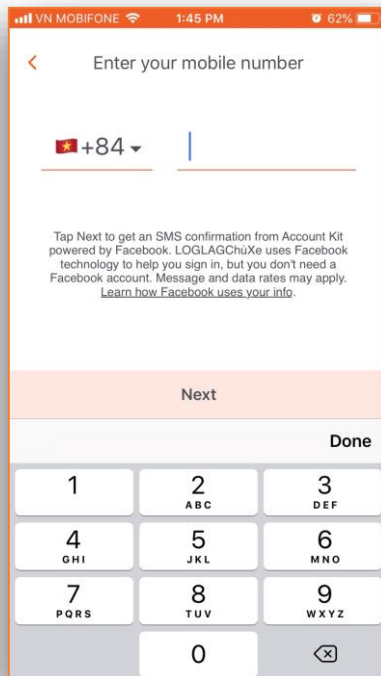 VN MOBIFONE 1:45 PM 62%
Enter your mobile number
+84
Tap Next to get an SMS confirmation from Account Kit
powered by Facebook. LOGLAGChủXe uses Facebook
technology to help you sign in, but you don't need a
Facebook account. Message and data rates may apply.
Learn how Facebook uses your info.
Next
Done
1 2 3
ABC DEF
4 5 6
GHI JKL MNO
7 8 9
PQRS TUV WXYZ
0